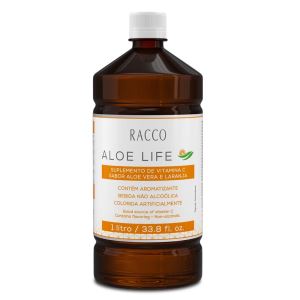 RACCO
ALOE LIFE
SUPLEMENTO DE VITAMINA C
SABOR ALOE VERA E LARANJA
CONTÉM AROMATIZANTE
BEBIDA NÃO ALCOÓLICA
COLORIDA ARTIFICIALMENTE
Good source of vitamin C
Contains flavoring - Non-alcoholic
1 litro / 33.8 fl. oz.